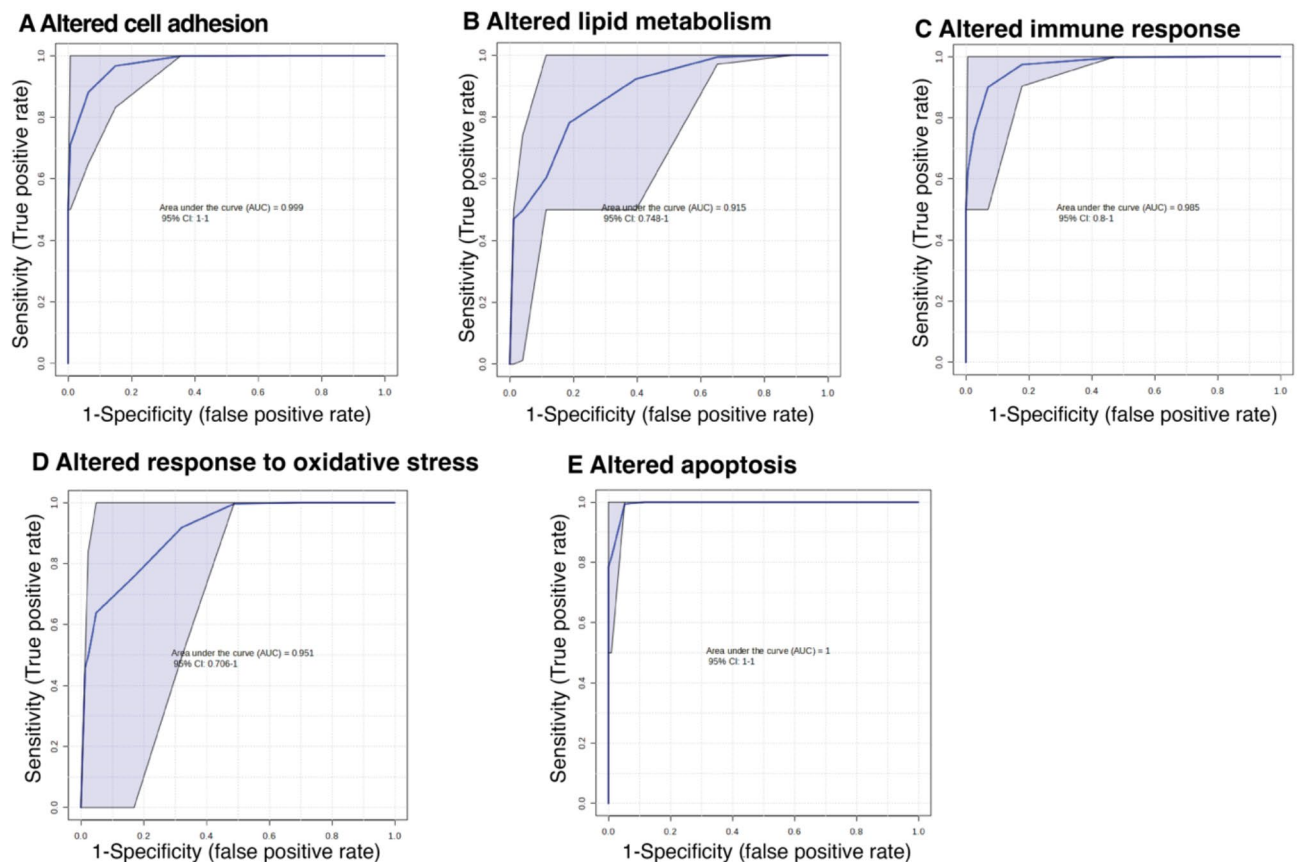 A Altered cell adhesion
Sensitivity (True positive rate)
1.0
0.8
0.6
0.4
0.2
0.0
Area under the curve (AUC) = 0.999
95% CI: 1-1
0.0 0.2 0.4 0.6 0.8 1.0
1-Specificity (false positive rate)
B Altered lipid metabolism
Sensitivity (True positive rate)
1.0
0.8
0.6
0.4
0.2
0.0
Area under the curve (AUC) = 0.915
95% CI: 0.748-1
0.0 0.2 0.4 0.6 0.8 1.0
1-Specificity (false positive rate)
C Altered immune response
Sensitivity (True positive rate)
1.0
0.8
0.6
0.4
0.2
0.0
Area under the curve (AUC) = 0.985
95% CI: 0.8-1
0.0 0.2 0.4 0.6 0.8 1.0
1-Specificity (false positive rate)
D Altered response to oxidative stress
Sensitivity (True positive rate)
1.0
0.8
0.6
0.4
0.2
0.0
Area under the curve (AUC) = 0.951
95% CI: 0.706-1
0.0 0.2 0.4 0.6 0.8 1.0
1-Specificity (false positive rate)
E Altered apoptosis
Sensitivity (True positive rate)
1.0
0.8
0.6
0.4
0.2
0.0
Area under the curve (AUC) = 1
95% CI: 1-1
0.0 0.2 0.4 0.6 0.8 1.0
1-Specificity (false positive rate)